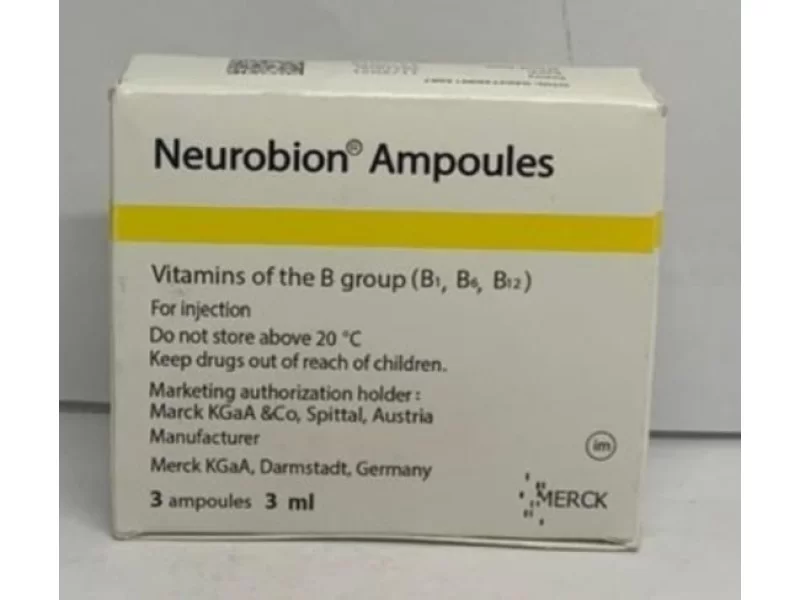 Neurobion® Ampoules
Vitamins of the B group (B1, B6, B12)
For injection
Do not store above 20 °C
Keep drugs out of reach of children.
Marketing authorization holder:
Marck KGaA &Co, Spittal, Austria
Manufacturer
Merck KGaA, Darmstadt, Germany
im
3 ampoules 3 ml
MERCK